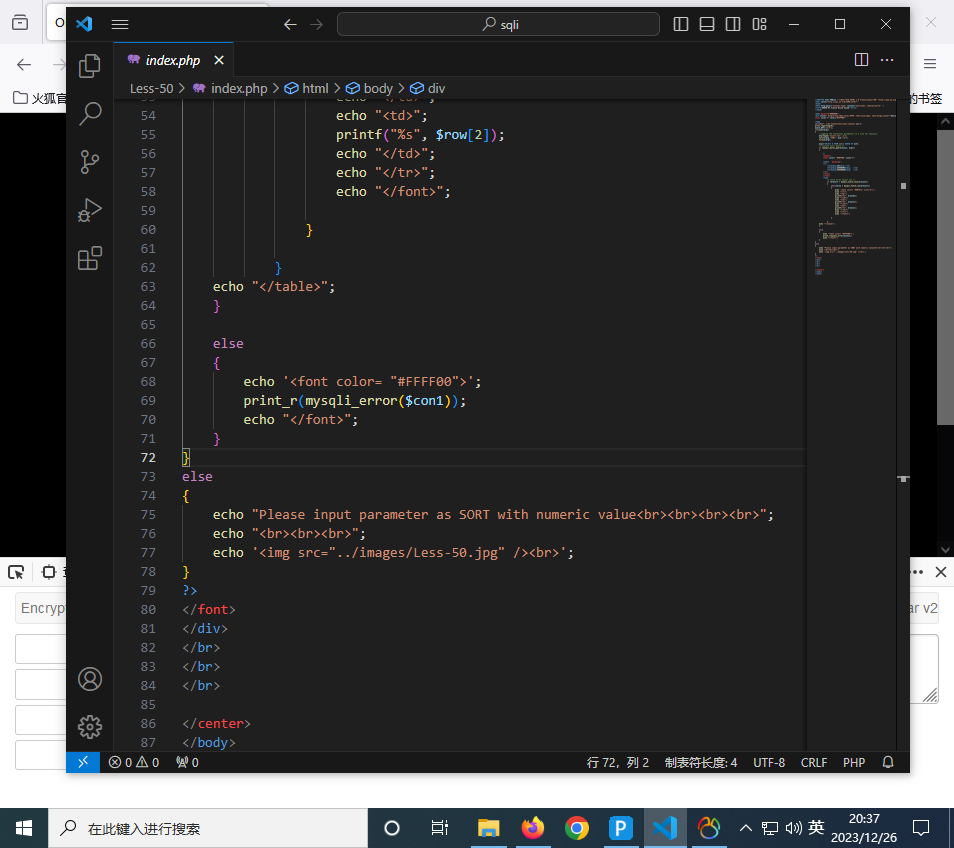 sqli
index.php
Less-50 > index.php > html > body > div
54 echo "<td>";
55 printf("%s", $row[2]);
56 echo "</td>";
57 echo "</tr>";
58 echo "</font>";
59
60 }
61
62 }
63 echo "</table>";
64 }
65
66 else
67 {
68 echo '<font color= "#FFFF00">';
69 print_r(mysqli_error($con1));
70 echo "</font>";
71 }
72 }
73 else
74 {
75 echo "Please input parameter as SORT with numeric value<br><br><br><br>";
76 echo "<br><br><br>";
77 echo '<img src="../images/Less-50.jpg" /><br>';
78 }
79 ?>
80 </font>
81 </div>
82 </br>
83 </br>
84 </br>
85
86 </center>
87 </body>
0 0 0 行 72，列 2 制表符长度: 4 UTF-8 CRLF PHP
火狐官
的书签
Encryp
ar v2
在此键入进行搜索
P
英
20:37
2023/12/26